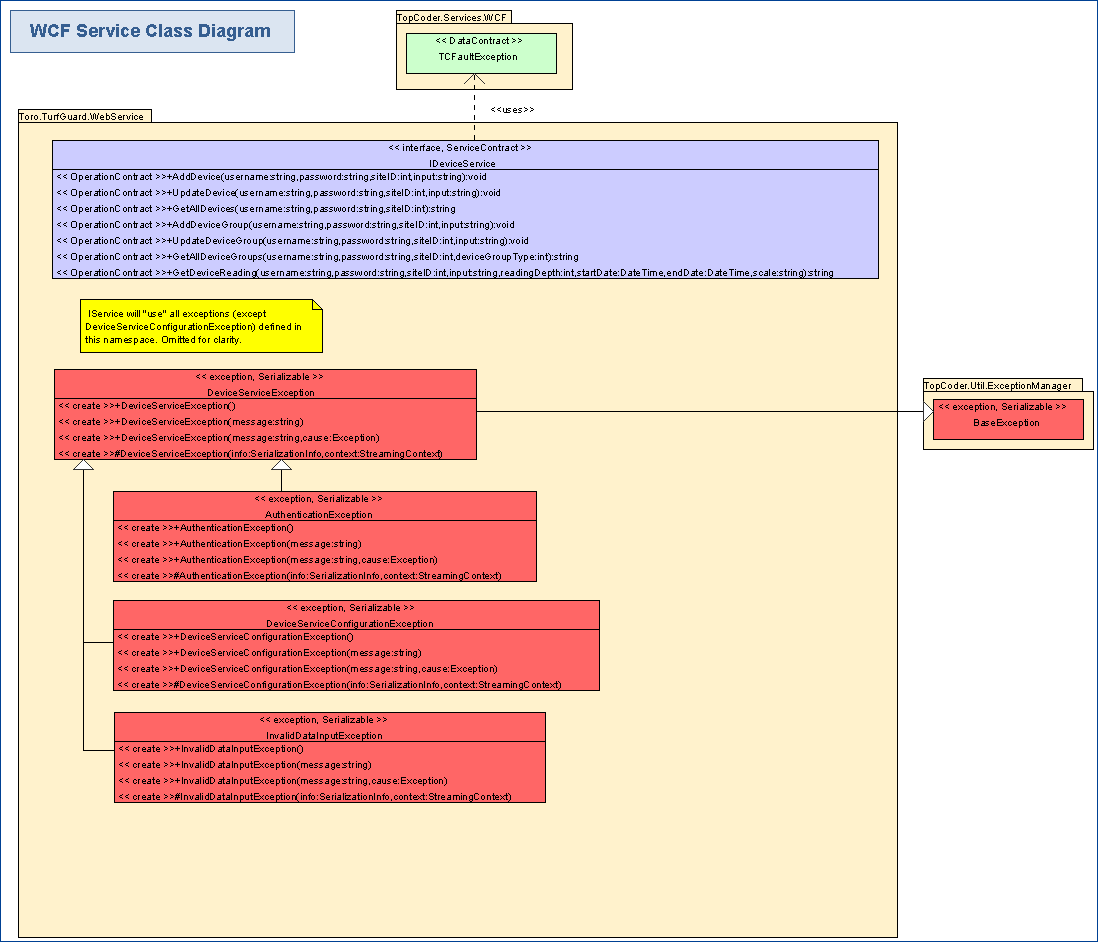 WCF Service Class Diagram
TopCoder.Services.WCF
<< DataContract >>
TCFaultException
<<uses>>
Toro.TurfGuard.WebService
<< interface, ServiceContract >>
IDeviceService
<< OperationContract >>+AddDevice(username:string,password:string,siteID:int,input:string):void
<< OperationContract >>+UpdateDevice(username:string,password:string,siteID:int,input:string):void
<< OperationContract >>+GetAllDevices(username:string,password:string,siteID:int):string
<< OperationContract >>+AddDeviceGroup(username:string,password:string,siteID:int,input:string):void
<< OperationContract >>+UpdateDeviceGroup(username:string,password:string,siteID:int,input:string):void
<< OperationContract >>+GetAllDeviceGroups(username:string,password:string,siteID:int,deviceGroupType:int):string
<< OperationContract >>+GetDeviceReading(username:string,password:string,siteID:int,input:string,readingDepth:int,startDate:DateTime,endDate:DateTime,scale:string):string
IService will "use" all exceptions (except
DeviceServiceConfigurationException) defined in
this namespace. Omitted for clarity.
<< exception, Serializable >>
DeviceServiceException
<< create >>+DeviceServiceException()
<< create >>+DeviceServiceException(message:string)
<< create >>+DeviceServiceException(message:string,cause:Exception)
<< create >>#DeviceServiceException(info:SerializationInfo,context:StreamingContext)
TopCoder.Util.ExceptionManager
<< exception, Serializable >>
BaseException
<< exception, Serializable >>
AuthenticationException
<< create >>+AuthenticationException()
<< create >>+AuthenticationException(message:string)
<< create >>+AuthenticationException(message:string,cause:Exception)
<< create >>#AuthenticationException(info:SerializationInfo,context:StreamingContext)
<< exception, Serializable >>
DeviceServiceConfigurationException
<< create >>+DeviceServiceConfigurationException()
<< create >>+DeviceServiceConfigurationException(message:string)
<< create >>+DeviceServiceConfigurationException(message:string,cause:Exception)
<< create >>#DeviceServiceConfigurationException(info:SerializationInfo,context:StreamingContext)
<< exception, Serializable >>
InvalidDataInputException
<< create >>+InvalidDataInputException()
<< create >>+InvalidDataInputException(message:string)
<< create >>+InvalidDataInputException(message:string,cause:Exception)
<< create >>#InvalidDataInputException(info:SerializationInfo,context:StreamingContext)